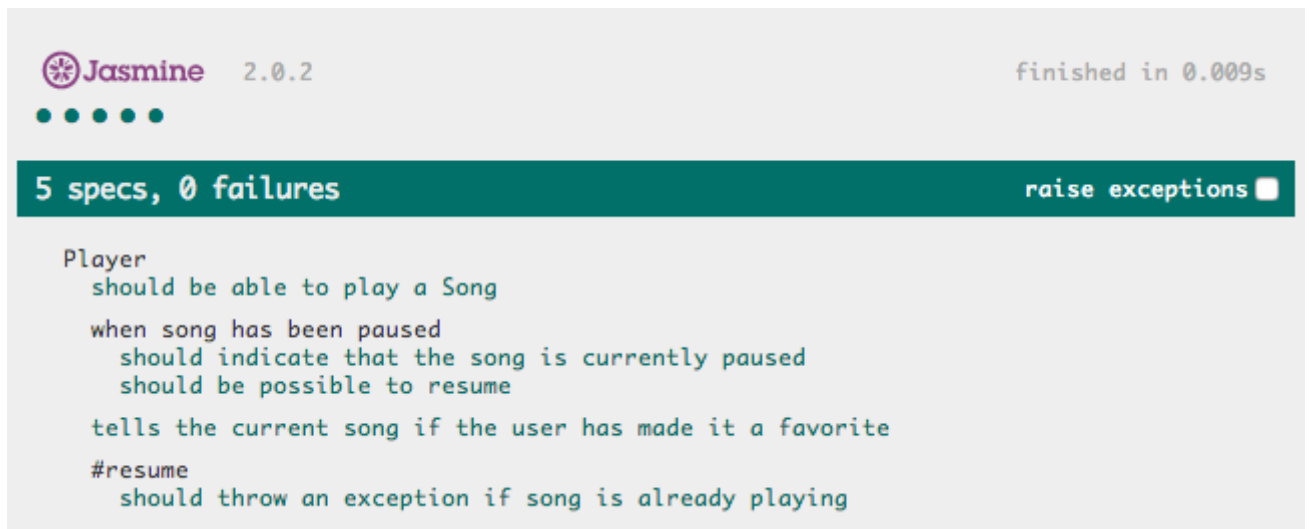 Jasmine 2.0.2 finished in 0.009s
5 specs, 0 failures raise exceptions
Player
should be able to play a Song
when song has been paused
should indicate that the song is currently paused
should be possible to resume
tells the current song if the user has made it a favorite
#resume
should throw an exception if song is already playing